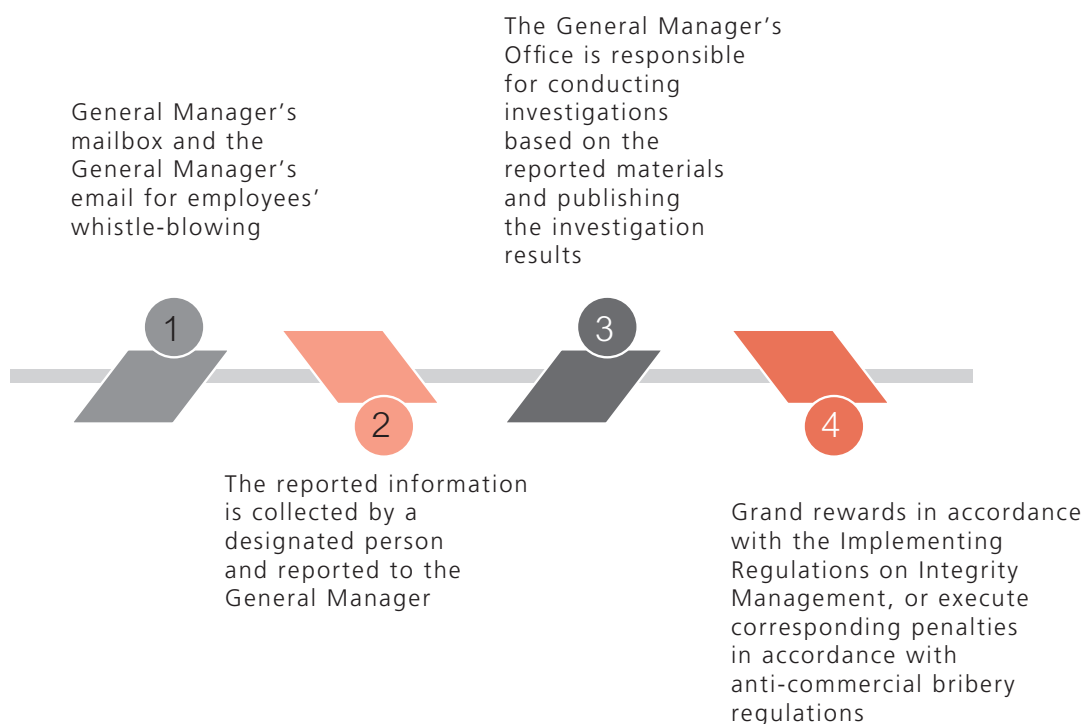 General Manager’s
mailbox and the
General Manager’s
email for employees’
whistle-blowing
1
The reported information
is collected by a
designated person
and reported to the
General Manager
2
The General Manager’s
Office is responsible
for conducting
investigations
based on the
reported materials
and publishing
the investigation
results
3
Grand rewards in accordance
with the Implementing
Regulations on Integrity
Management, or execute
corresponding penalties
in accordance with
anti-commercial bribery
regulations
4